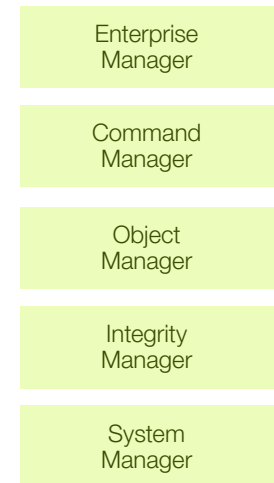 Enterprise
Manager
Command
Manager
Object
Manager
Integrity
Manager
System
Manager